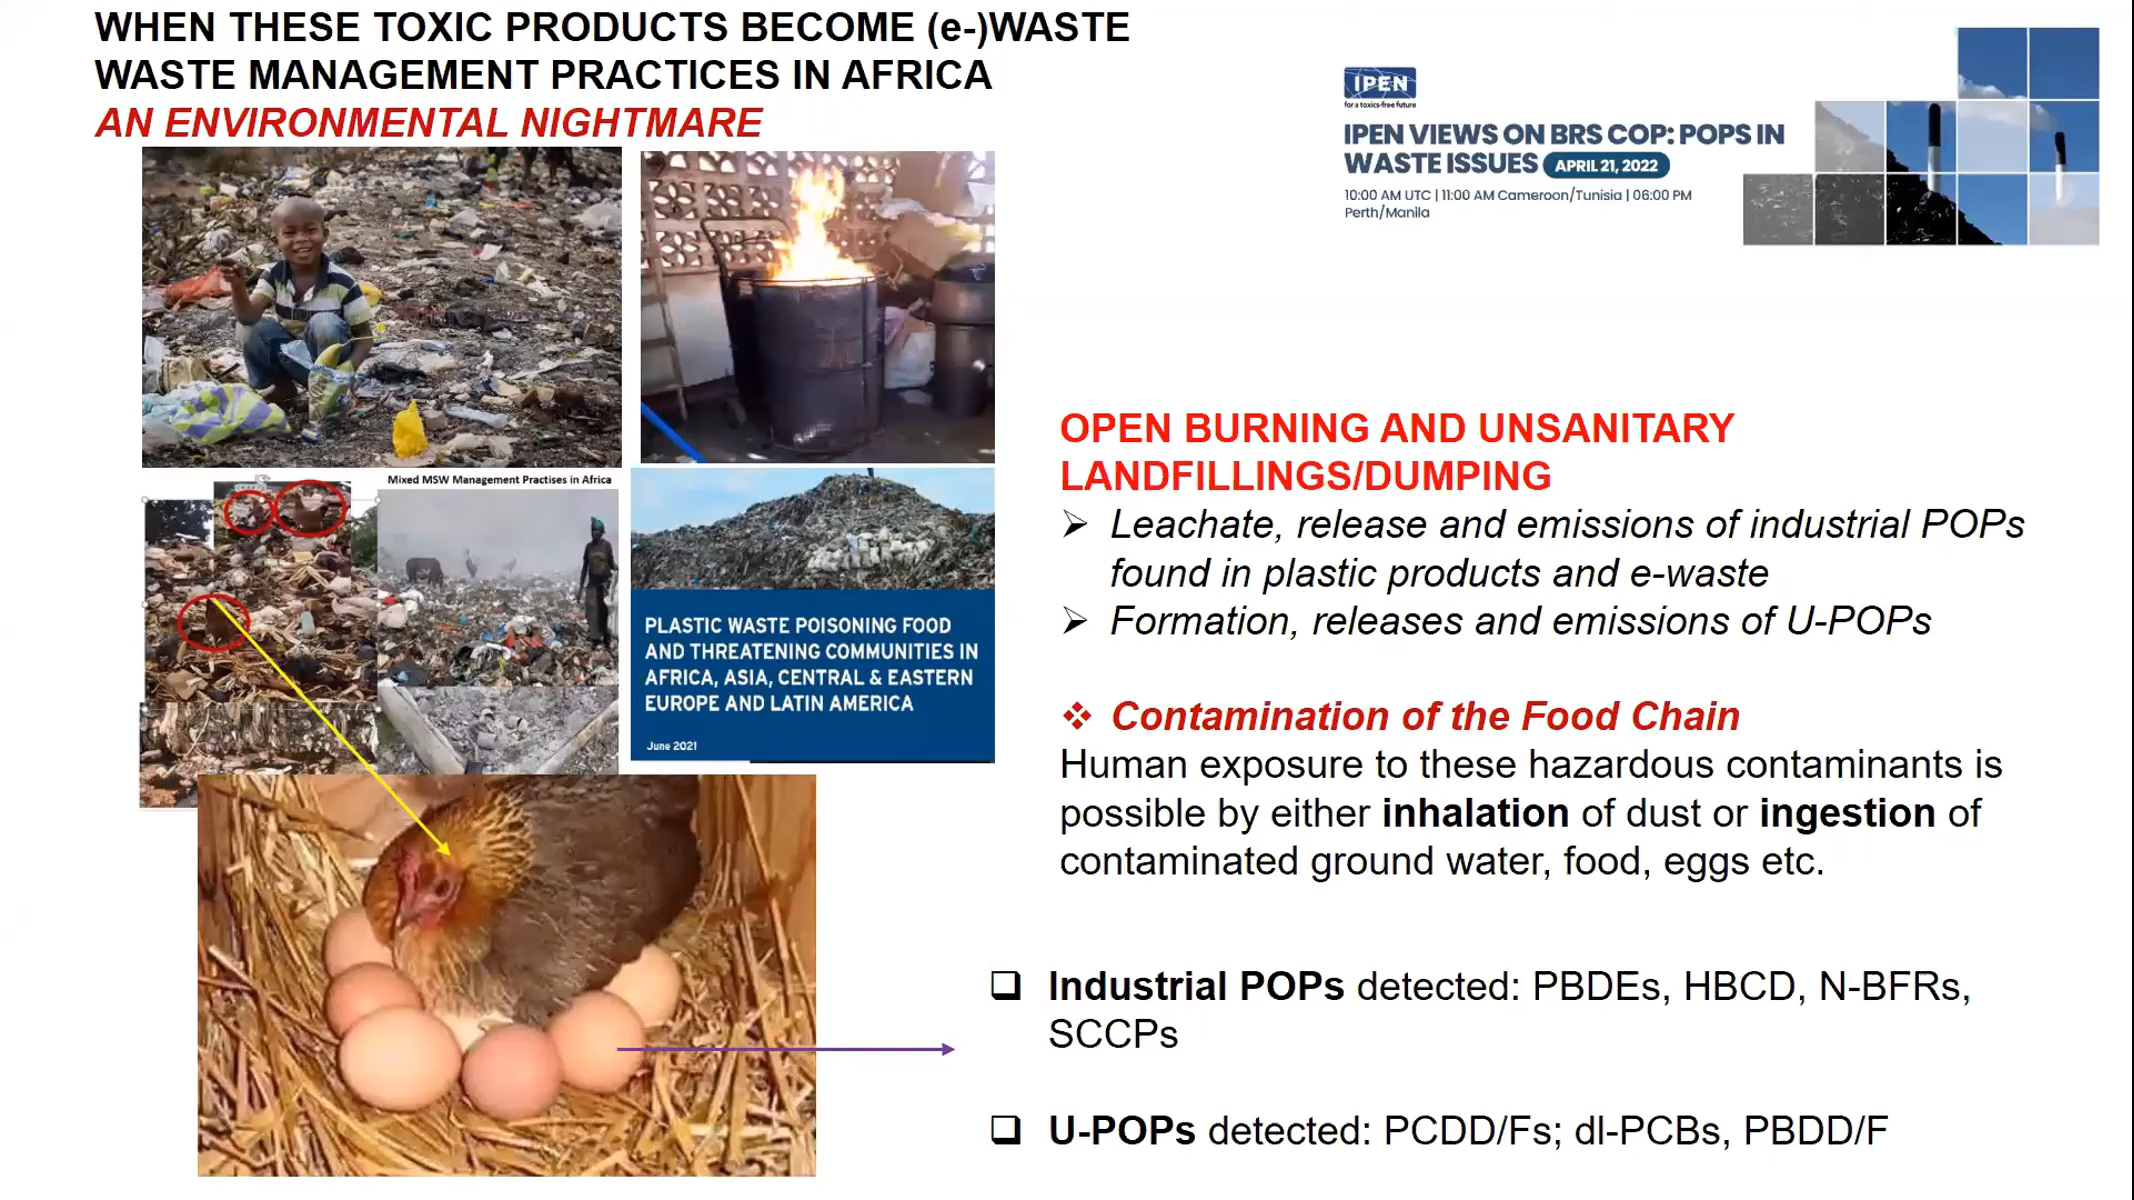 WHEN THESE TOXIC PRODUCTS BECOME (e-)WASTE
WASTE MANAGEMENT PRACTICES IN AFRICA
AN ENVIRONMENTAL NIGHTMARE
IPEN
for a toxics-free future
IPEN VIEWS ON BRS COP: POPS IN
WASTE ISSUES APRIL 21, 2022
10:00 AM UTC | 11:00 AM Cameroon/Tunisia | 06:00 PM
Perth/Manila
Mixed MSW Management Practises in Africa
PLASTIC WASTE POISONING FOOD
AND THREATENING COMMUNITIES IN
AFRICA, ASIA, CENTRAL & EASTERN
EUROPE AND LATIN AMERICA
June 2021
OPEN BURNING AND UNSANITARY
LANDFILLINGS/DUMPING
➢ Leachate, release and emissions of industrial POPs
found in plastic products and e-waste
➢ Formation, releases and emissions of U-POPs
❖ Contamination of the Food Chain
Human exposure to these hazardous contaminants is
possible by either inhalation of dust or ingestion of
contaminated ground water, food, eggs etc.
❑ Industrial POPs detected: PBDEs, HBCD, N-BFRs,
SCCPs
❑ U-POPs detected: PCDD/Fs; dl-PCBs, PBDD/F